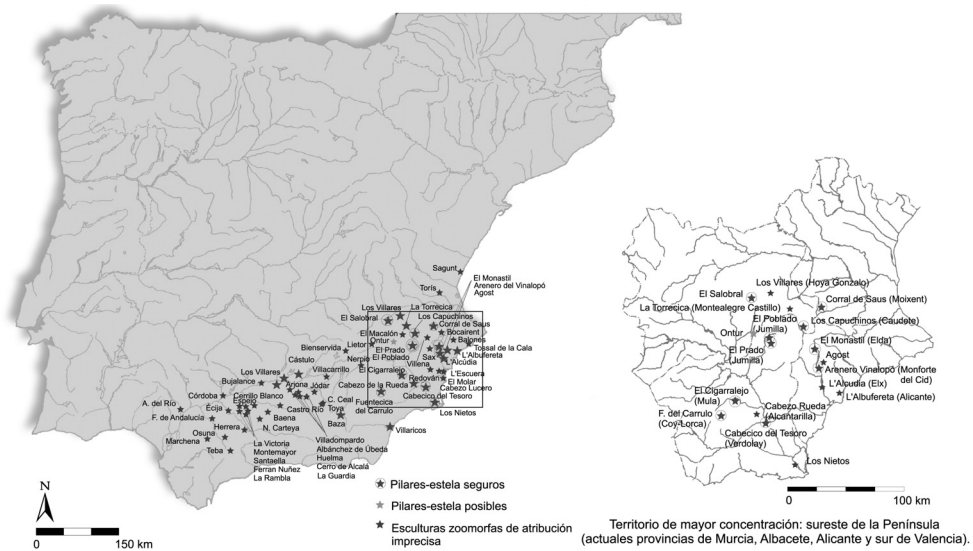 Sagunt
El Monastil
Arenero del Vinalopó
Agost
Torís
Los Villares
La Torrecica
El Salobral
Los Capuchinos
Corral de Saus
Ontur
El Macalón
Bocairent
Lietor
Balones
Bienservida
El Prado
Tossal de la Cala
El Poblado
Sax
L'Albufereta
Nerpio
Villena
L'Alcúdia
Cástulo
El Cigarralejo
L'Escuera
Los Villares
Villacarrillo
Redován
El Molar
Bujalance
Arjona
Jódar
Cabezo de la Rueda
Cabezo Lucero
Córdoba
Cerrillo Blanco
C. Ceal
Fuentecica
del Carrulo
Cabecico del Tesoro
A. del Río
Écija
Espejo
Castro Río
Toya
Los Nietos
F. de Andalucía
Baena
Baza
Herrera
N. Carteya
Villaricos
Osuna
Marchena
Teba
La Victoria
Montemayor
Santaella
Ferran Nuñez
La Rambla
Villadompardo
Albánchez de Úbeda
Huelma
Cerro de Alcalá
La Guardia
N
0
150 km
Pilares-estela seguros
Pilares-estela posibles
Esculturas zoomorfas de atribución
imprecisa
Los Villares (Hoya Gonzalo)
El Salobral
La Torrecica (Montealegre Castillo)
Corral de Saus (Moixent)
El Poblado
(Jumilla)
Los Capuchinos (Caudete)
Ontur
El Prado
(Jumilla)
El Monastil (Elda)
Agost
Arenero Vinalopó (Monforte
del Cid)
L'Alcudia (Elx)
L'Albufereta (Alicante)
El Cigarralejo
(Mula)
F. del Carrulo
(Coy-Lorca)
Cabezo Rueda
(Alcantarilla)
Cabecico del Tesoro
(Verdolay)
Los Nietos
0
100 km
Territorio de mayor concentración: sureste de la Península
(actuales provincias de Murcia, Albacete, Alicante y sur de Valencia).